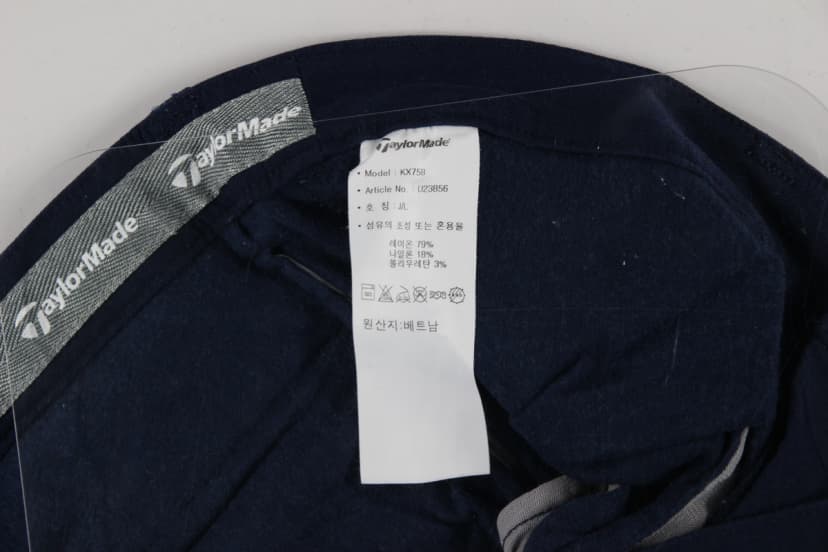 TaylorMade
TaylorMade
TaylorMade
• Model : KX758
• Article No. : U23856
• 호 칭 : J/L
• 섬유의 조성 또는 혼용율
레이온 79%
나일론 18%
폴리우레탄 3%
원산지:베트남